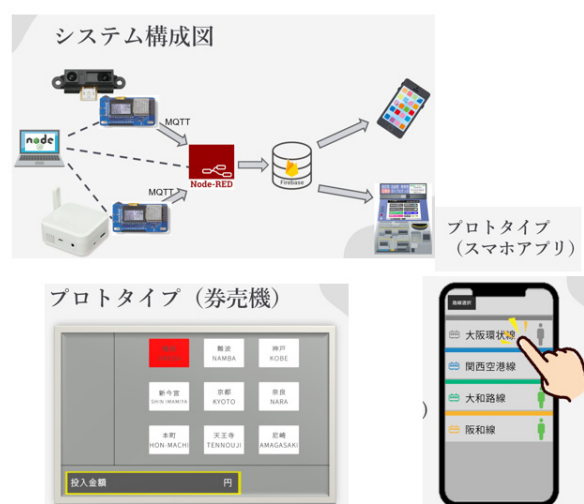 システム構成図
MQTT
node
Node-RED
MQTT
Firebase
プロトタイプ
(スマホアプリ)
プロトタイプ(券売機)
難波
NAMBA
神戸
KOBE
新今宮
SHIN-IMAMIYA
京都
KYOTO
奈良
NARA
本町
HON-MACHI
天王寺
TENNOUJI
尼崎
AMAGASAKI
投入金額 円
路線選択
大阪環状線
関西空港線
大和路線
阪和線
)